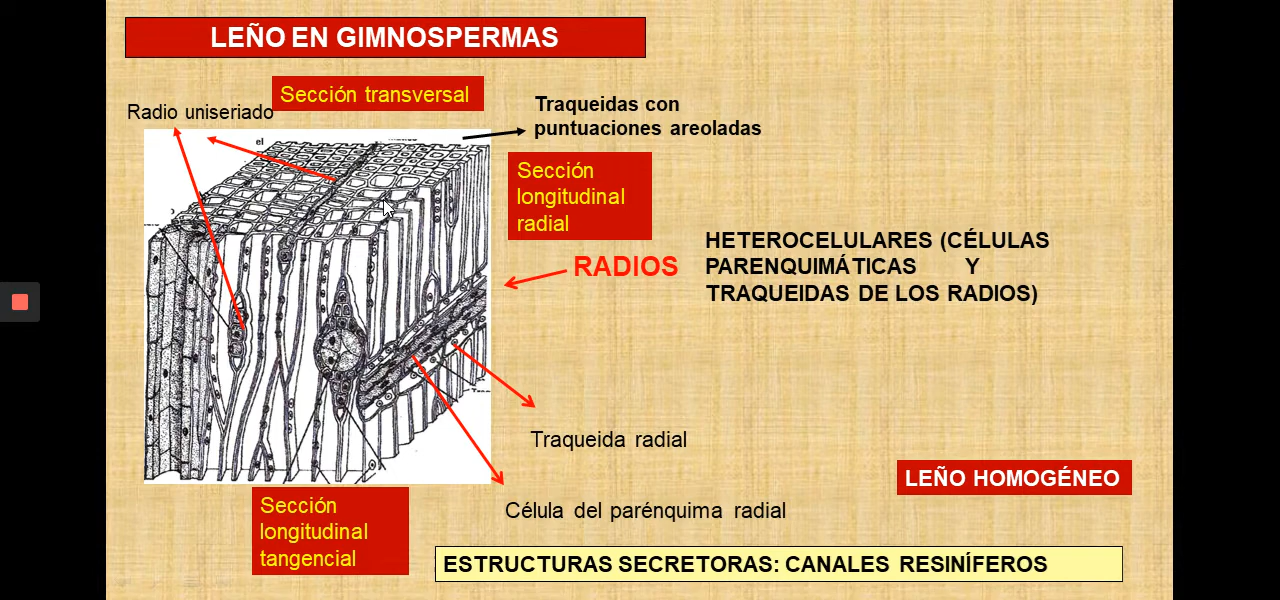 LEÑO EN GIMNOSPERMAS
Sección transversal
Radio uniseriado
Traqueidas con
puntuaciones areoladas
el
Sección
longitudinal
radial
RADIOS
HETEROCELULARES (CÉLULAS
PARENQUIMÁTICAS Y
TRAQUEIDAS DE LOS RADIOS)
Traqueida radial
LEÑO HOMOGÉNEO
Célula del parénquima radial
Sección
longitudinal
tangencial
ESTRUCTURAS SECRETORAS: CANALES RESINÍFEROS